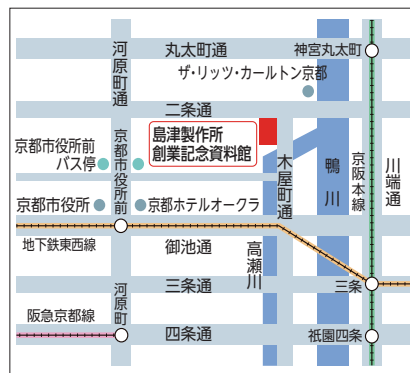 河原町通
丸太町通
神宮丸太町
ザ・リッツ・カールトン京都
二条通
京都市役所前
バス停
京都市役所前
島津製作所
創業記念資料館
木屋町通
鴨川
京阪本線
川端通
京都市役所
京都ホテルオークラ
地下鉄東西線
御池通
高瀬川
三条通
三条
河原町
阪急京都線
四条通
祇園四条